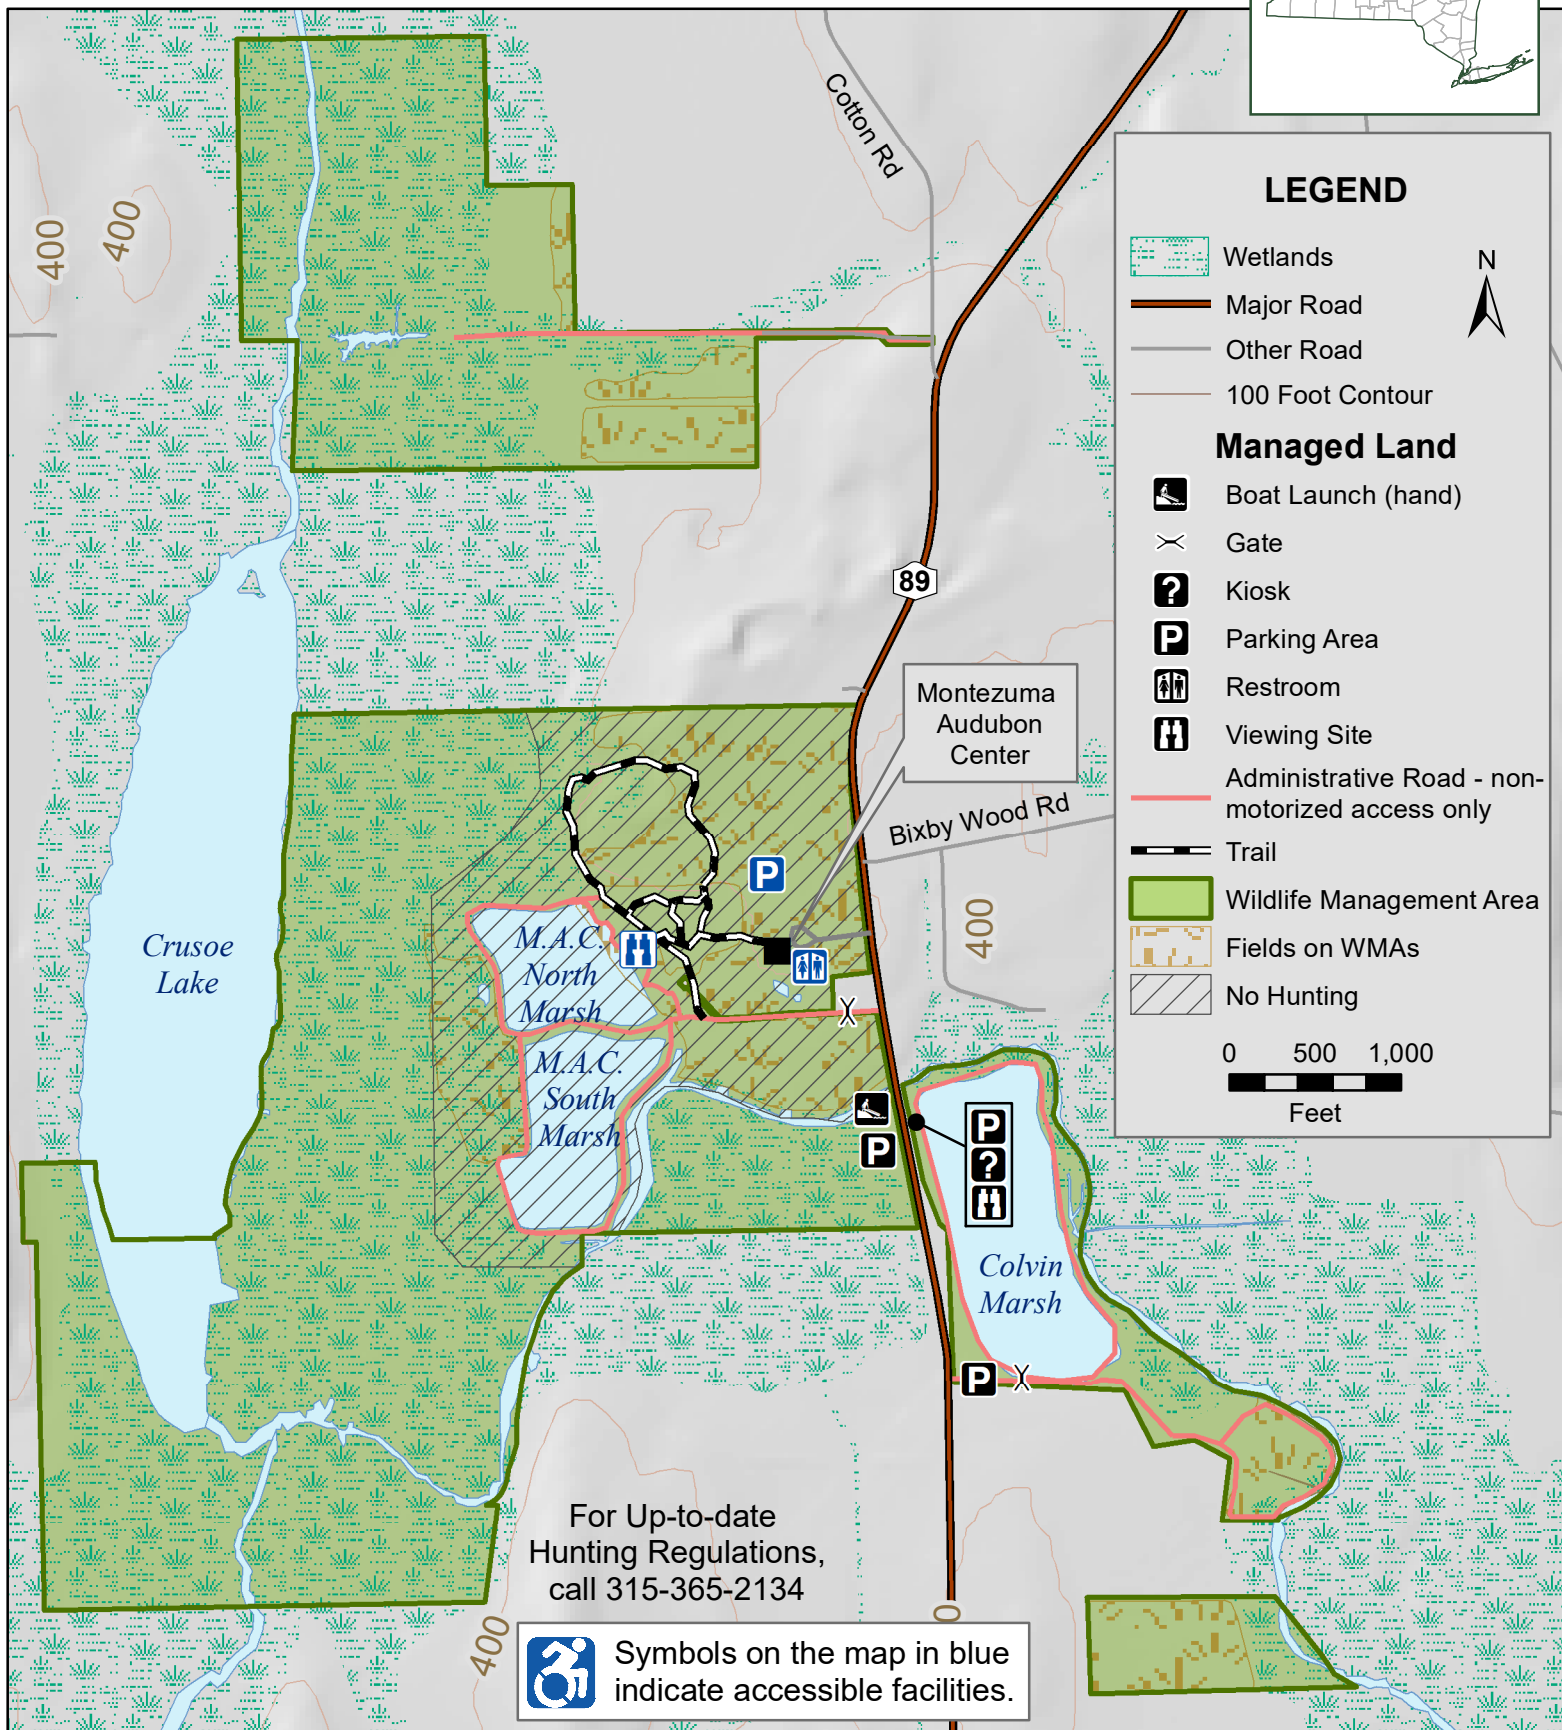 Cotton Rd
400
400
LEGEND
Wetlands
N
Major Road
Other Road
100 Foot Contour
Managed Land
Boat Launch (hand)
Gate
? Kiosk
P Parking Area
Restroom
Viewing Site
Administrative Road - non-
motorized access only
Trail
Wildlife Management Area
Fields on WMAs
No Hunting
0 500 1,000
Feet
89
Montezuma
Audubon
Center
Bixby Wood Rd
P
400
Crusoe
Lake
M.A.C.
North
Marsh
M.A.C.
South
Marsh
P
P
?
Colvin
Marsh
P
For Up-to-date
Hunting Regulations,
call 315-365-2134
400
0
Symbols on the map in blue
indicate accessible facilities.